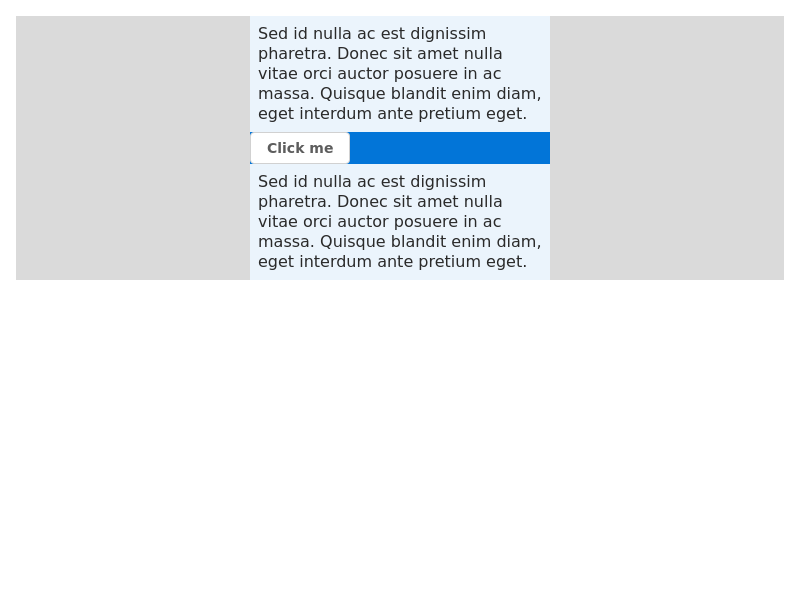 Sed id nulla ac est dignissim
pharetra. Donec sit amet nulla
vitae orci auctor posuere in ac
massa. Quisque blandit enim diam,
eget interdum ante pretium eget.
Click me
Sed id nulla ac est dignissim
pharetra. Donec sit amet nulla
vitae orci auctor posuere in ac
massa. Quisque blandit enim diam,
eget interdum ante pretium eget.